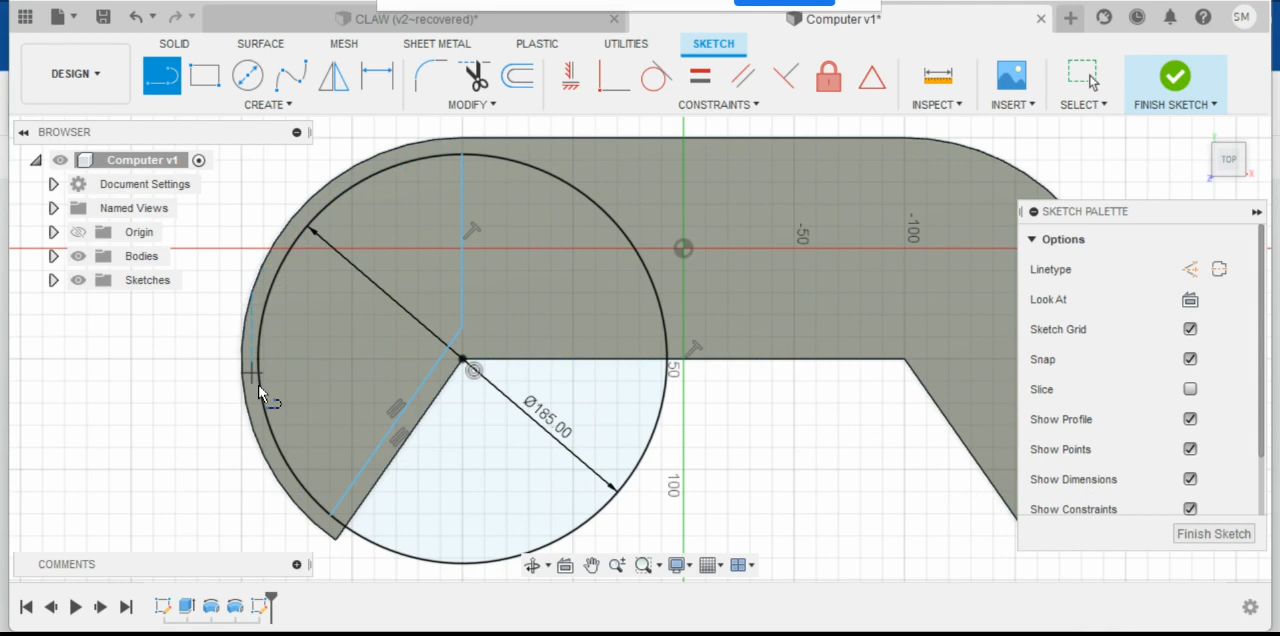 CLAW (v2~recovered)*
Computer v1*
SM
DESIGN
SOLID
SURFACE
MESH
SHEET METAL
PLASTIC
UTILITIES
SKETCH
CREATE
MODIFY
CONSTRAINTS
INSPECT
INSERT
SELECT
FINISH SKETCH
BROWSER
Computer v1
Document Settings
Named Views
Origin
Bodies
Sketches
TOP
X
Z
-50
-100
50
100
Ø185.00
SKETCH PALETTE
Options
Linetype
Look At
Sketch Grid
Snap
Slice
Show Profile
Show Points
Show Dimensions
Show Constraints
Finish Sketch
COMMENTS